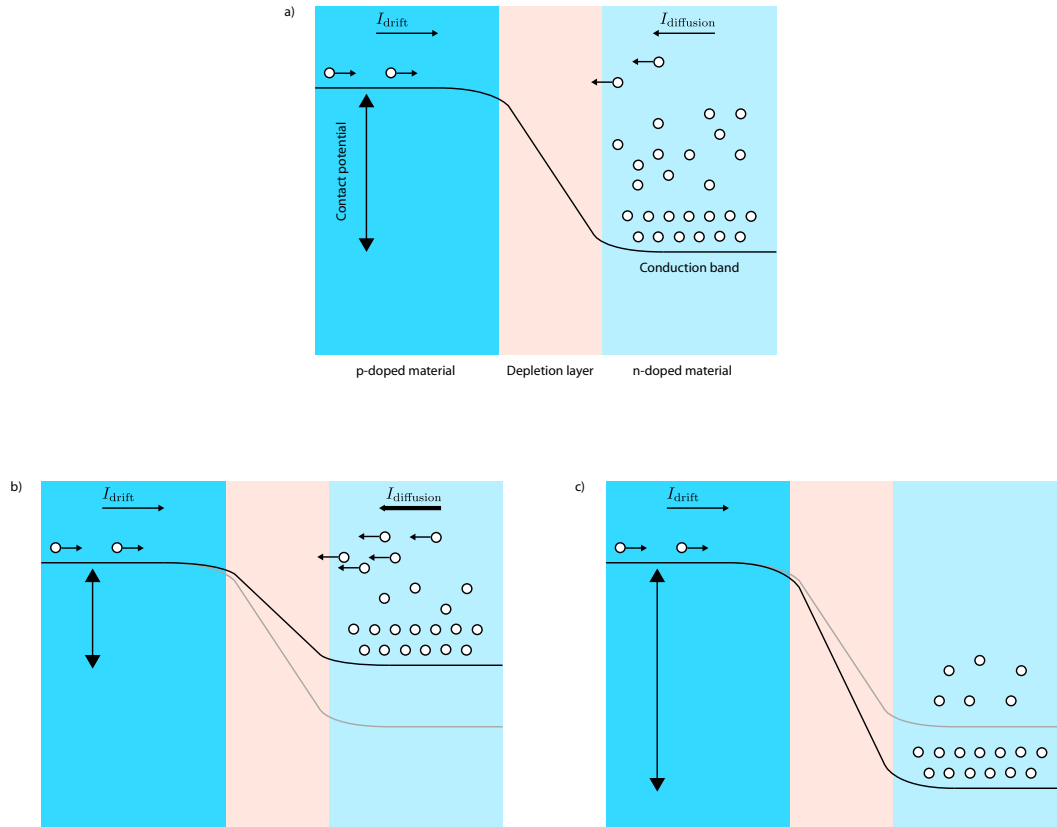 a)
I_drift
I_diffusion
Contact potential
Conduction band
p-doped material
Depletion layer
n-doped material
b)
I_drift
I_diffusion
c)
I_drift